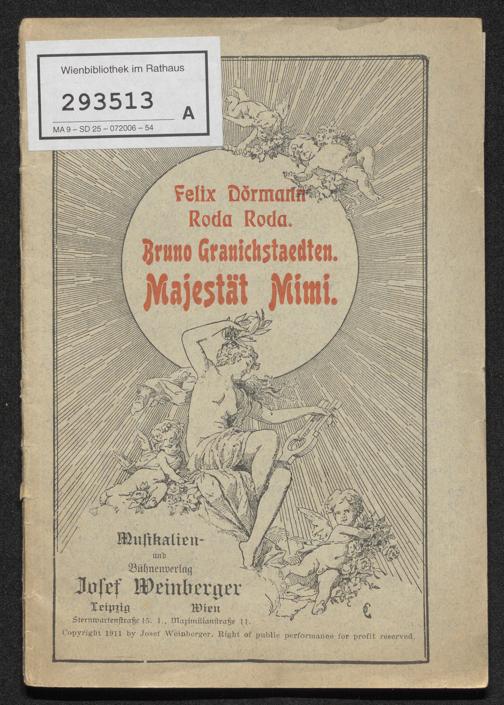 Wienbibliothek im Rathaus
293513 A
MA 9 – SD 25 – 072006 – 54
Felix Dörmann
Roda Roda.
Bruno Granichstaedten.
Majestät Mimi.
Musikalien-
und
Bühnenverlag
Josef Weinberger
Leipzig Wien
Sternwartenstraße 15. I., Maximilianstraße 11.
Copyright 1911 by Josef Weinberger. Right of public performance for profit reserved.